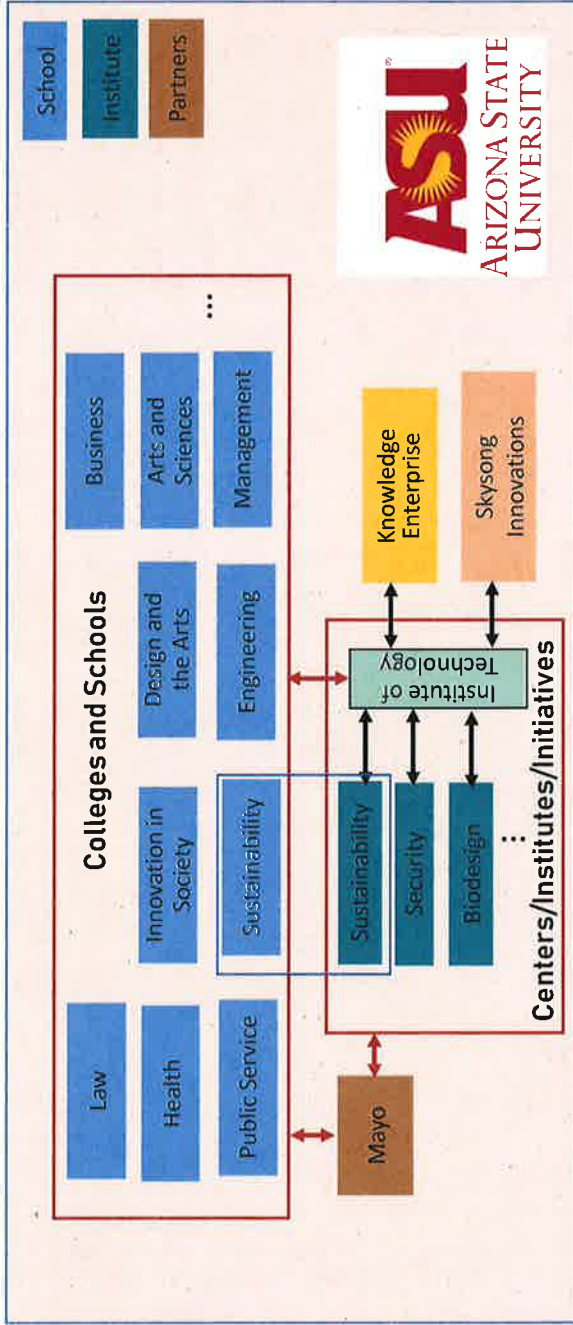 Colleges and Schools
Law
Health
Public Service
Innovation in
Society
Sustainability
Design and
the Arts
Engineering
Business
Arts and
Sciences
Management
...
School
Institute
Partners
Mayo
Sustainability
Security
Biodesign
...
Institute of
Technology
Centers/Institutes/Initiatives
Knowledge
Enterprise
Skysong
Innovations
ASU®
ARIZONA STATE
UNIVERSITY